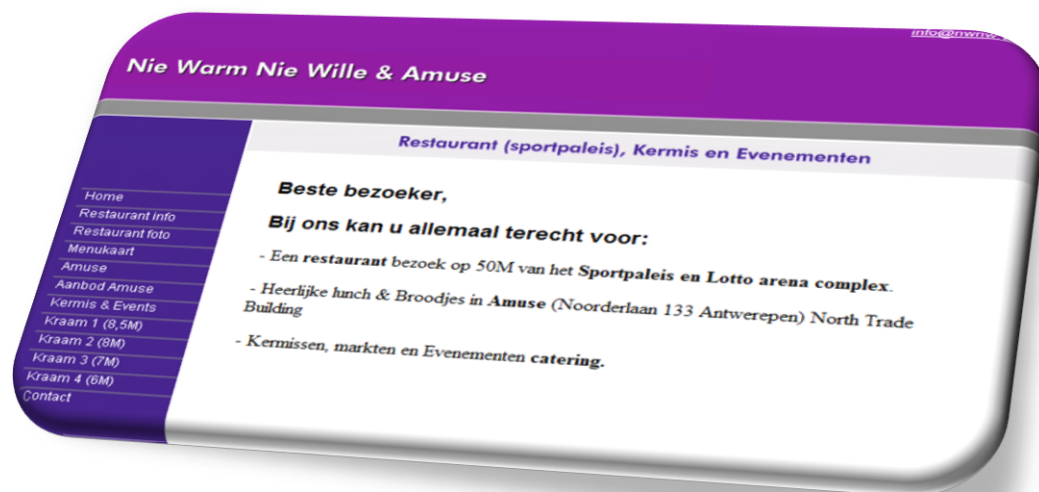 info@nwnw
Nie Warm Nie Wille & Amuse
Restaurant (sportpaleis), Kermis en Evenementen
Home
Restaurant info
Restaurant foto
Menukaart
Amuse
Aanbod Amuse
Kermis & Events
Kraam 1 (8,5M)
Kraam 2 (8M)
Kraam 3 (7M)
Kraam 4 (6M)
Contact
Beste bezoeker,
Bij ons kan u allemaal terecht voor:
- Een restaurant bezoek op 50M van het Sportpaleis en Lotto arena complex.
- Heerlijke lunch & Broodjes in Amuse (Noorderlaan 133 Antwerepen) North Trade
Building
- Kermissen, markten en Evenementen catering.